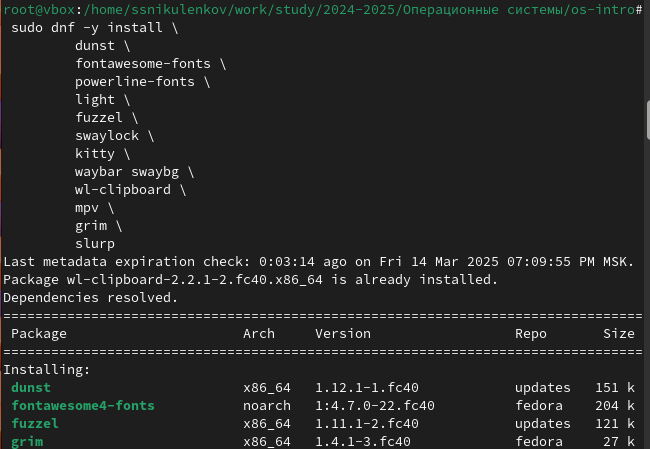 root@vbox:/home/ssnikulenkov/work/study/2024-2025/Операционные системы/os-intro#
sudo dnf -y install \
dunst \
fontawesome-fonts \
powerline-fonts \
light \
fuzzel \
swaylock \
kitty \
waybar swaybg \
wl-clipboard \
mpv \
grim \
slurp
Last metadata expiration check: 0:03:14 ago on Fri 14 Mar 2025 07:09:55 PM MSK.
Package wl-clipboard-2.2.1-2.fc40.x86_64 is already installed.
Dependencies resolved.
================================================================================
Package Arch Version Repo Size
================================================================================
Installing:
dunst x86_64 1.12.1-1.fc40 updates 151 k
fontawesome4-fonts noarch 1:4.7.0-22.fc40 fedora 204 k
fuzzel x86_64 1.11.1-2.fc40 updates 121 k
grim x86_64 1.4.1-3.fc40 fedora 27 k